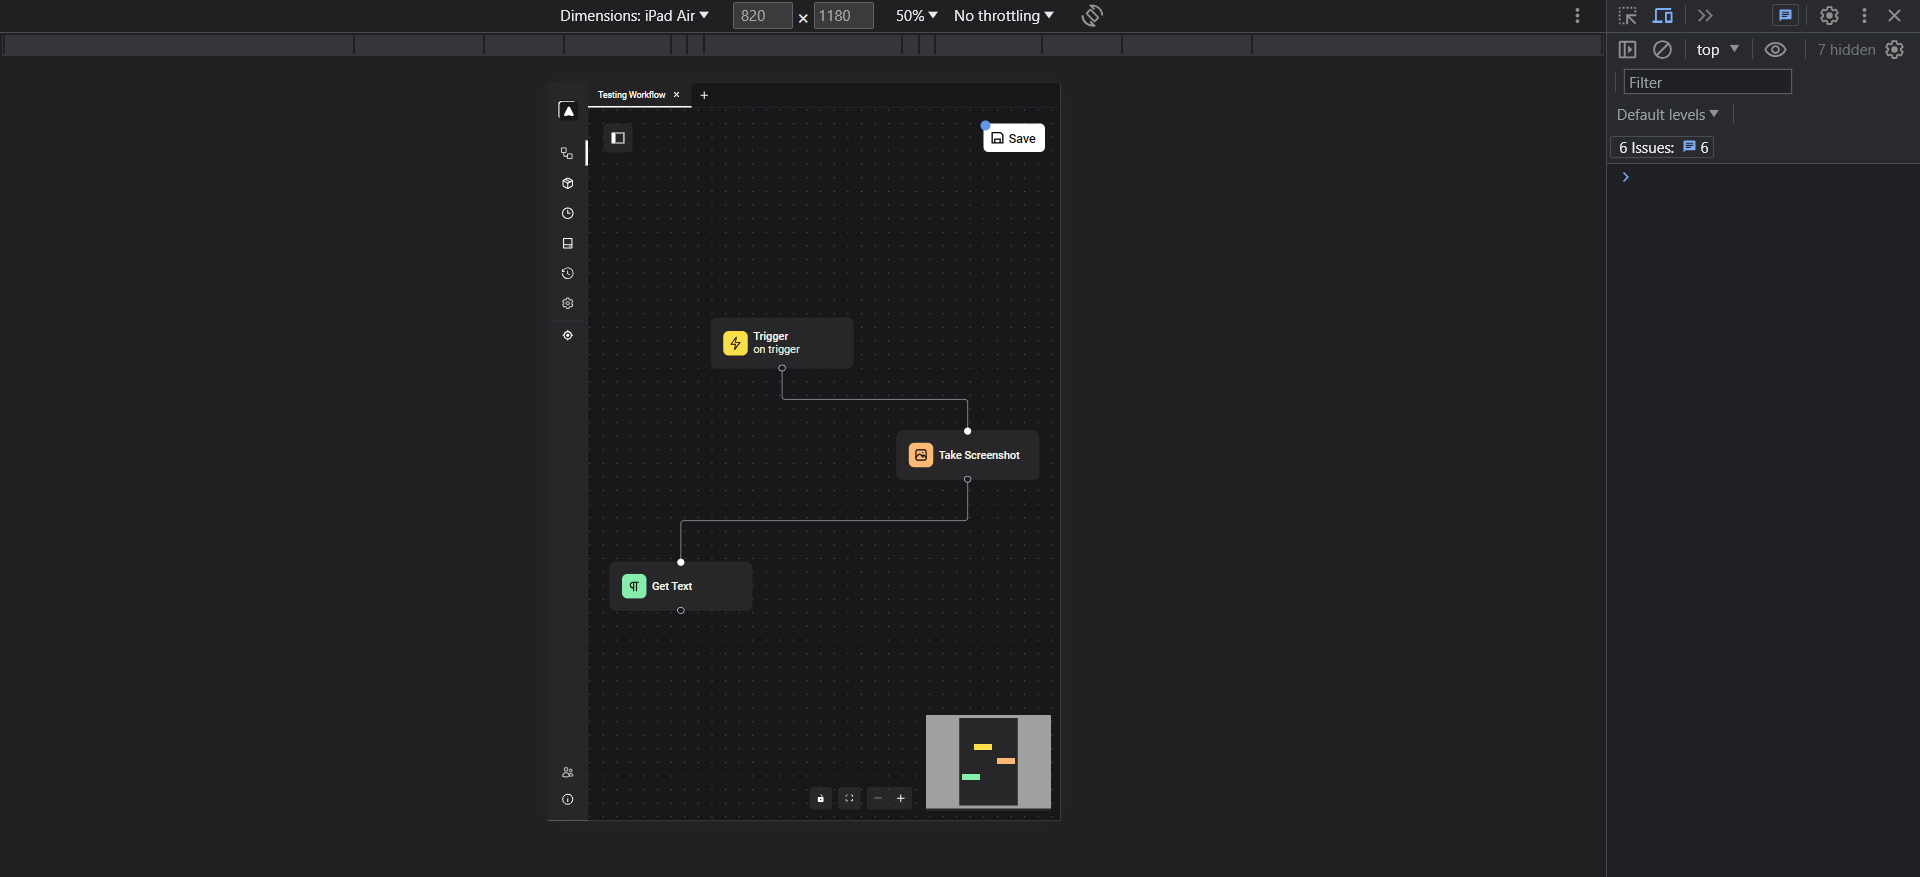 Dimensions: iPad Air
820 × 1180
50%
No throttling
top
7 hidden
Filter
Default levels
6 Issues: 6
Testing Workflow
Save
Trigger
on trigger
Take Screenshot
Get Text